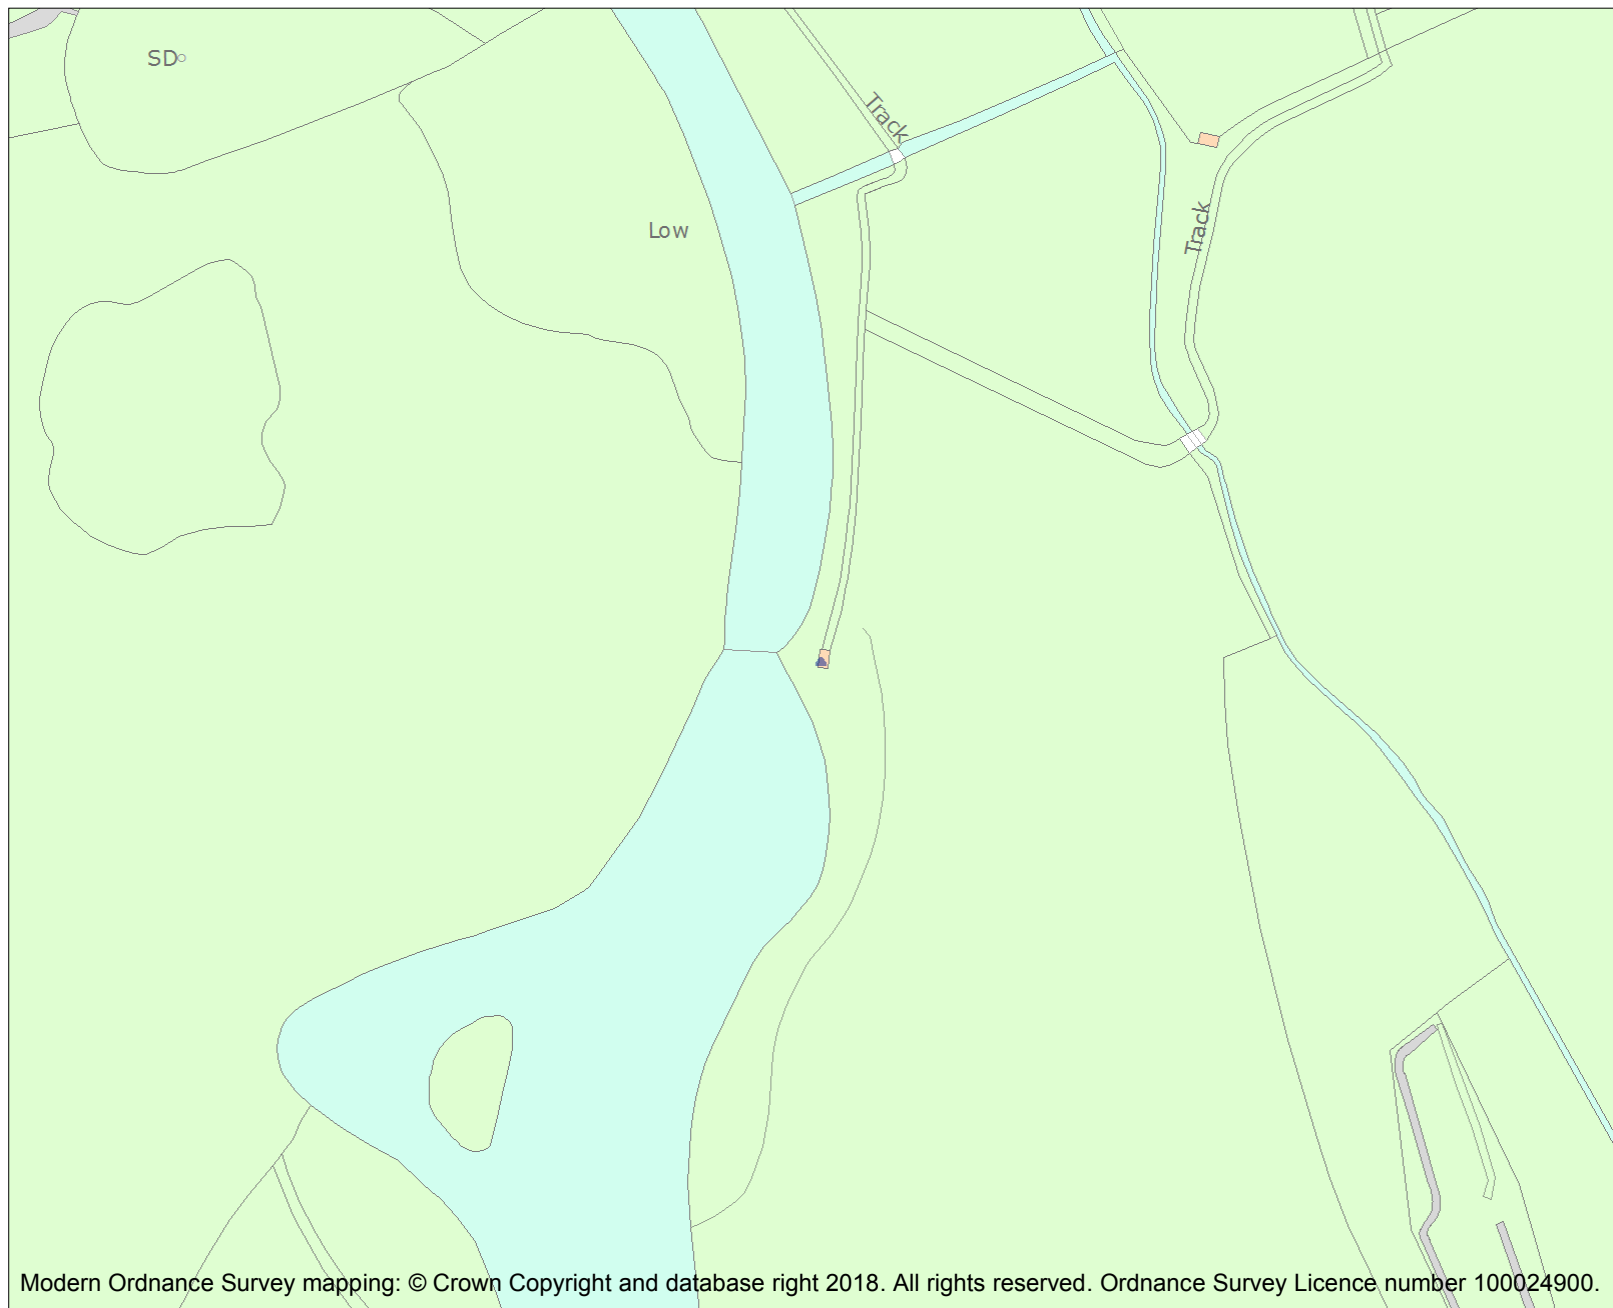 SD
Track
Track
Low
Modern Ordnance Survey mapping: © Crown Copyright and database right 2018. All rights reserved. Ordnance Survey Licence number 100024900.